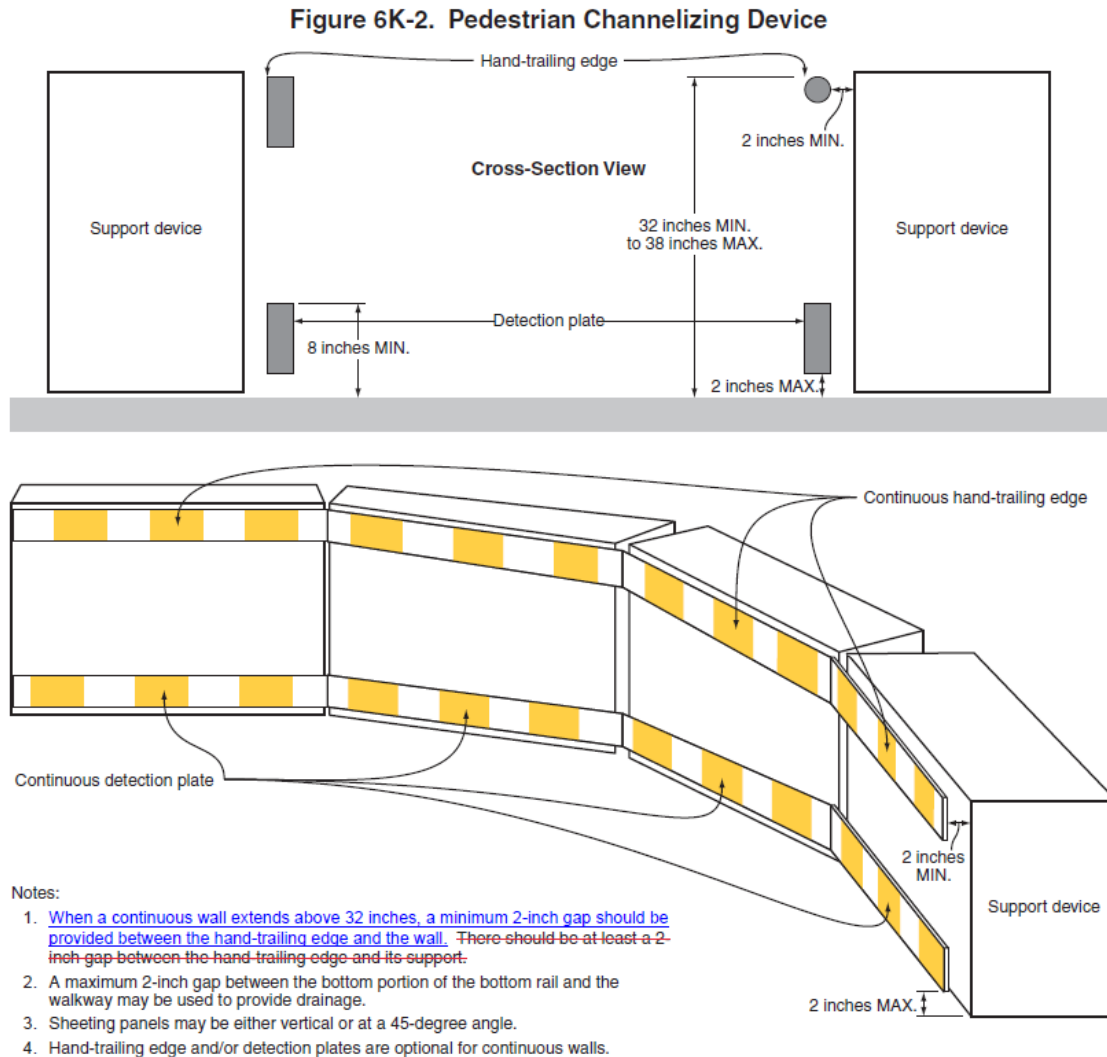 Figure 6K-2. Pedestrian Channelizing Device
Hand-trailing edge
2 inches MIN.
Cross-Section View
Support device
32 inches MIN.
to 38 inches MAX.
Support device
Detection plate
8 inches MIN.
2 inches MAX.
Continuous hand-trailing edge
Continuous detection plate
2 inches
MIN.
Support device
2 inches MAX.
Notes:
1. When a continuous wall extends above 32 inches, a minimum 2-inch gap should be
provided between the hand-trailing edge and the wall. There should be at least a 2-
inch gap between the hand-trailing edge and its support.
2. A maximum 2-inch gap between the bottom portion of the bottom rail and the
walkway may be used to provide drainage.
3. Sheeting panels may be either vertical or at a 45-degree angle.
4. Hand-trailing edge and/or detection plates are optional for continuous walls.